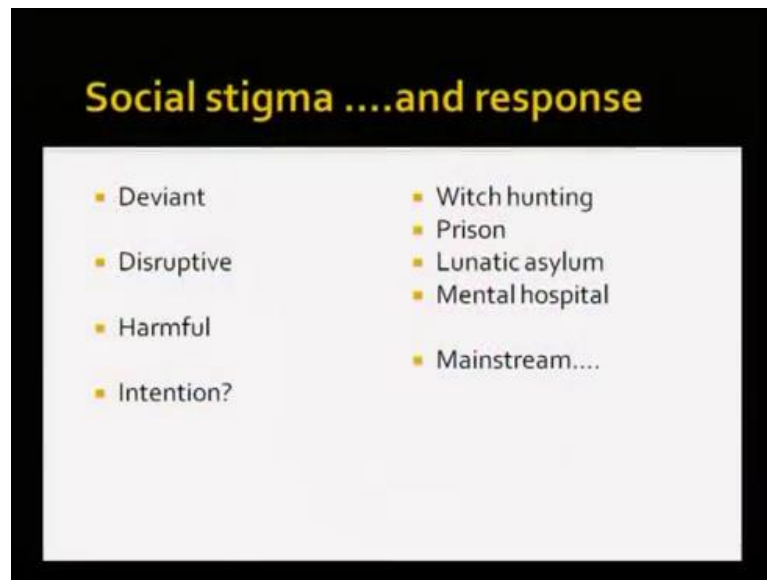 Social stigma ....and response
Deviant
Disruptive
Harmful
Intention?
Witch hunting
Prison
Lunatic asylum
Mental hospital
Mainstream....